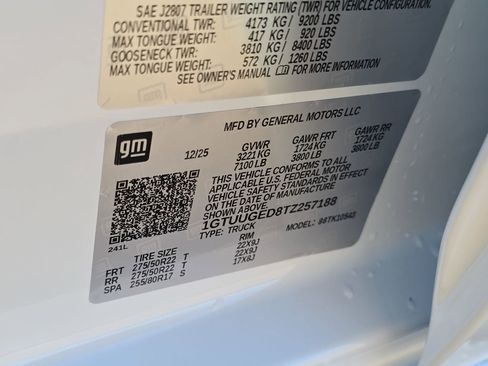 SAE J2807 TRAILER WEIGHT RATING (TWR) FOR VEHICLE CONFIGURATION.
CONVENTIONAL TWR: 4173 KG / 9200 LBS
MAX TONGUE WEIGHT: 417 KG / 920 LBS
GOOSENECK TWR: 3810 KG / 8400 LBS
MAX TONGUE WEIGHT: 572 KG / 1260 LBS
SEE OWNER'S MANUAL FOR MORE INFORMATION
gm
MFD BY GENERAL MOTORS LLC
12/25 GVWR GAWR FRT GAWR RR
3221 KG 1724 KG 1724 KG
7100 LB 3800 LB 3800 LB
THIS VEHICLE CONFORMS TO ALL
APPLICABLE U.S. FEDERAL MOTOR
VEHICLE SAFETY STANDARDS IN EFFECT
ON THE DATE OF MANUFACTURE
SHOWN ABOVE.
1GTUUGED8TZ257188
TYPE: TRUCK MODEL: 88TK10543
241L
TIRE SIZE RIM
FRT 275/50R22 T 22X9J
RR 275/50R22 T 22X9J
SPA 255/80R17 S 17X8J